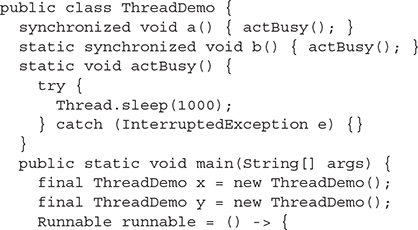 public class ThreadDemo {
  synchronized void a() { actBusy(); }
  static synchronized void b() { actBusy(); }
  static void actBusy() {
    try {
      Thread.sleep(1000);
    } catch (InterruptedException e) {}
  }
  public static void main(String[] args) {
    final ThreadDemo x = new ThreadDemo();
    final ThreadDemo y = new ThreadDemo();
    Runnable runnable = () -> {